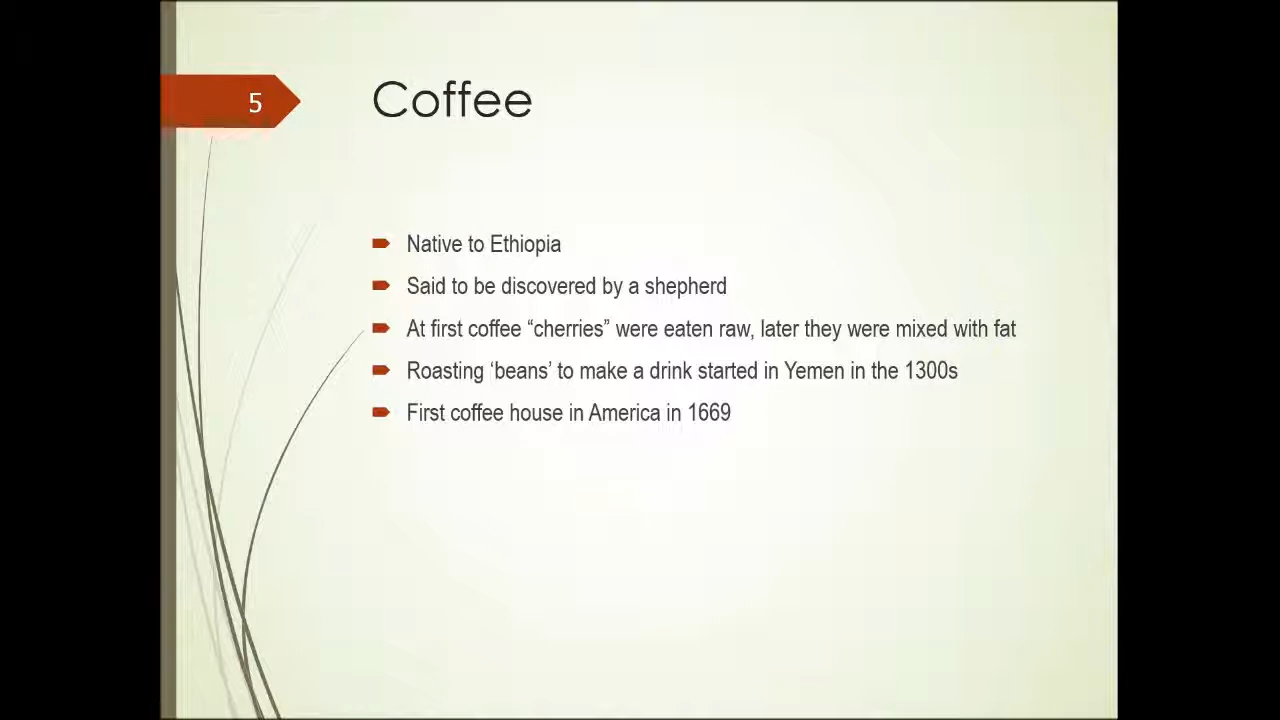 5
Coffee
Native to Ethiopia
Said to be discovered by a shepherd
At first coffee “cherries” were eaten raw, later they were mixed with fat
Roasting ‘beans’ to make a drink started in Yemen in the 1300s
First coffee house in America in 1669